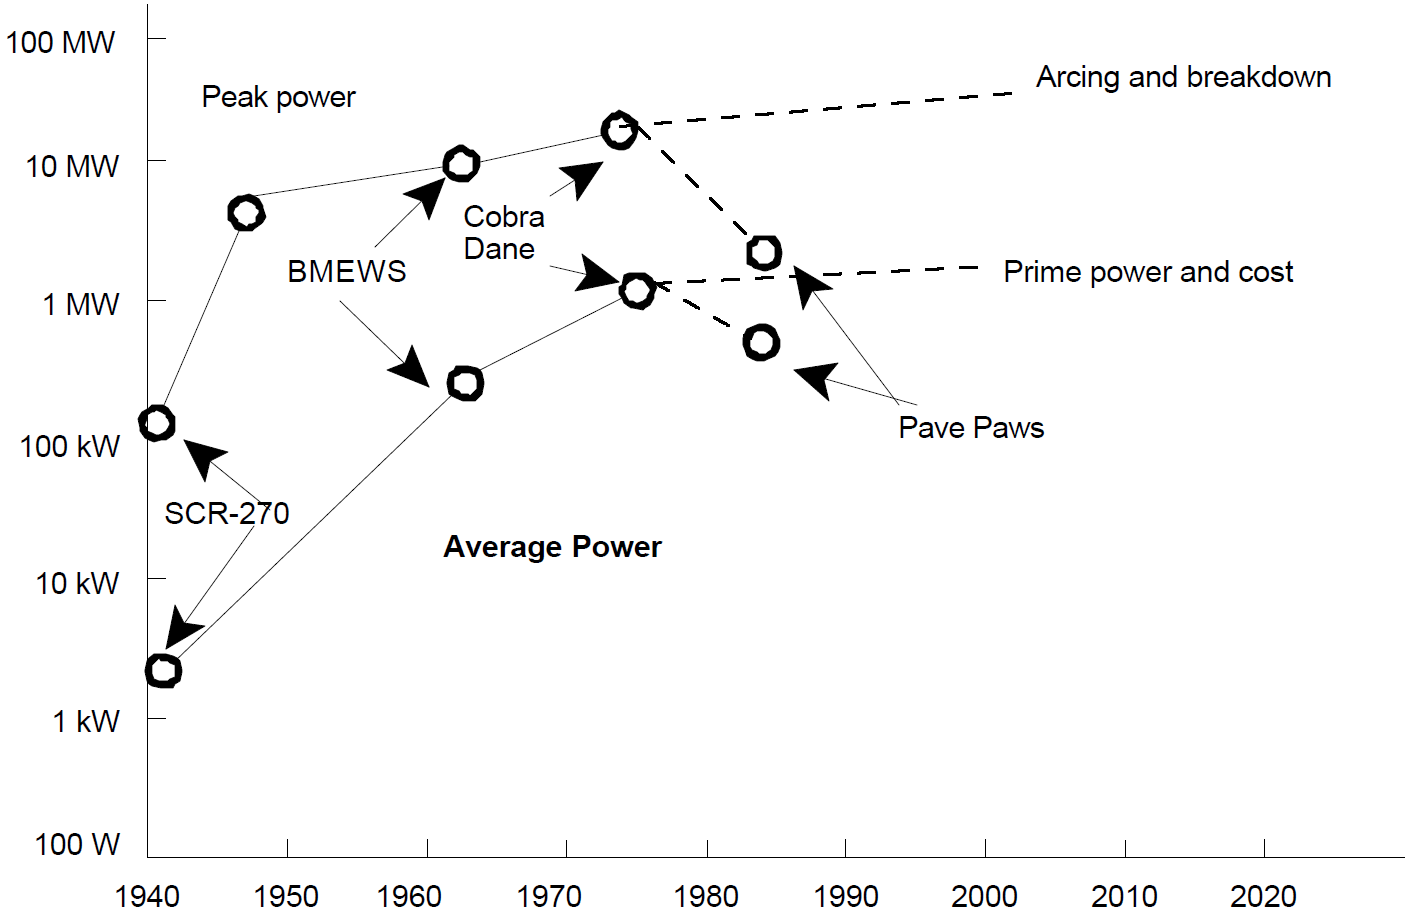 100 MW
Arcing and breakdown
Peak power
10 MW
Cobra
Dane
BMEWS
Prime power and cost
1 MW
Pave Paws
100 kW
SCR-270
Average Power
10 kW
1 kW
100 W
1940 1950 1960 1970 1980 1990 2000 2010 2020